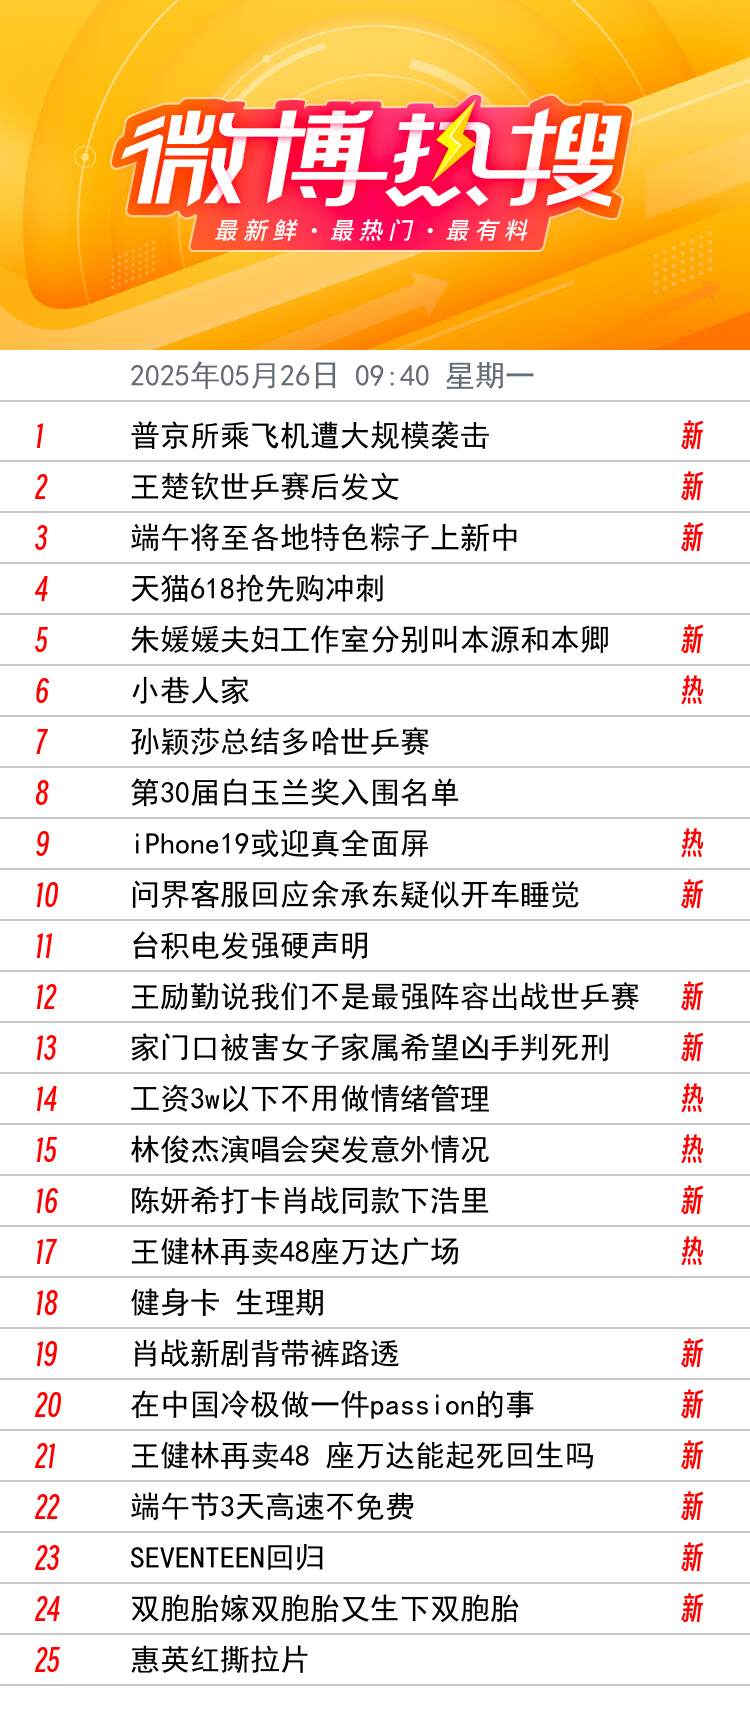 微博热搜
最新鲜·最热门·最有料
2025年05月26日 09:40 星期一
1 普京所乘飞机遭大规模袭击 新
2 王楚钦世乒赛后发文 新
3 端午将至各地特色粽子上新中 新
4 天猫618抢先购冲刺
5 朱媛媛夫妇工作室分别叫本源和本卿 新
6 小巷人家 热
7 孙颖莎总结多哈世乒赛
8 第30届白玉兰奖入围名单
9 iPhone19或迎真全面屏 热
10 问界客服回应余承东疑似开车睡觉 新
11 台积电发强硬声明
12 王励勤说我们不是最强阵容出战世乒赛 新
13 家门口被害女子家属希望凶手判死刑 新
14 工资3w以下不用做情绪管理 热
15 林俊杰演唱会突发意外情况 热
16 陈妍希打卡肖战同款下浩里 新
17 王健林再卖48座万达广场 热
18 健身卡 生理期
19 肖战新剧背带裤路透 新
20 在中国冷极做一件passion的事 新
21 王健林再卖48 座万达能起死回生吗 新
22 端午节3天高速不免费 新
23 SEVENTEEN回归 新
24 双胞胎嫁双胞胎又生下双胞胎 新
25 惠英红撕拉片